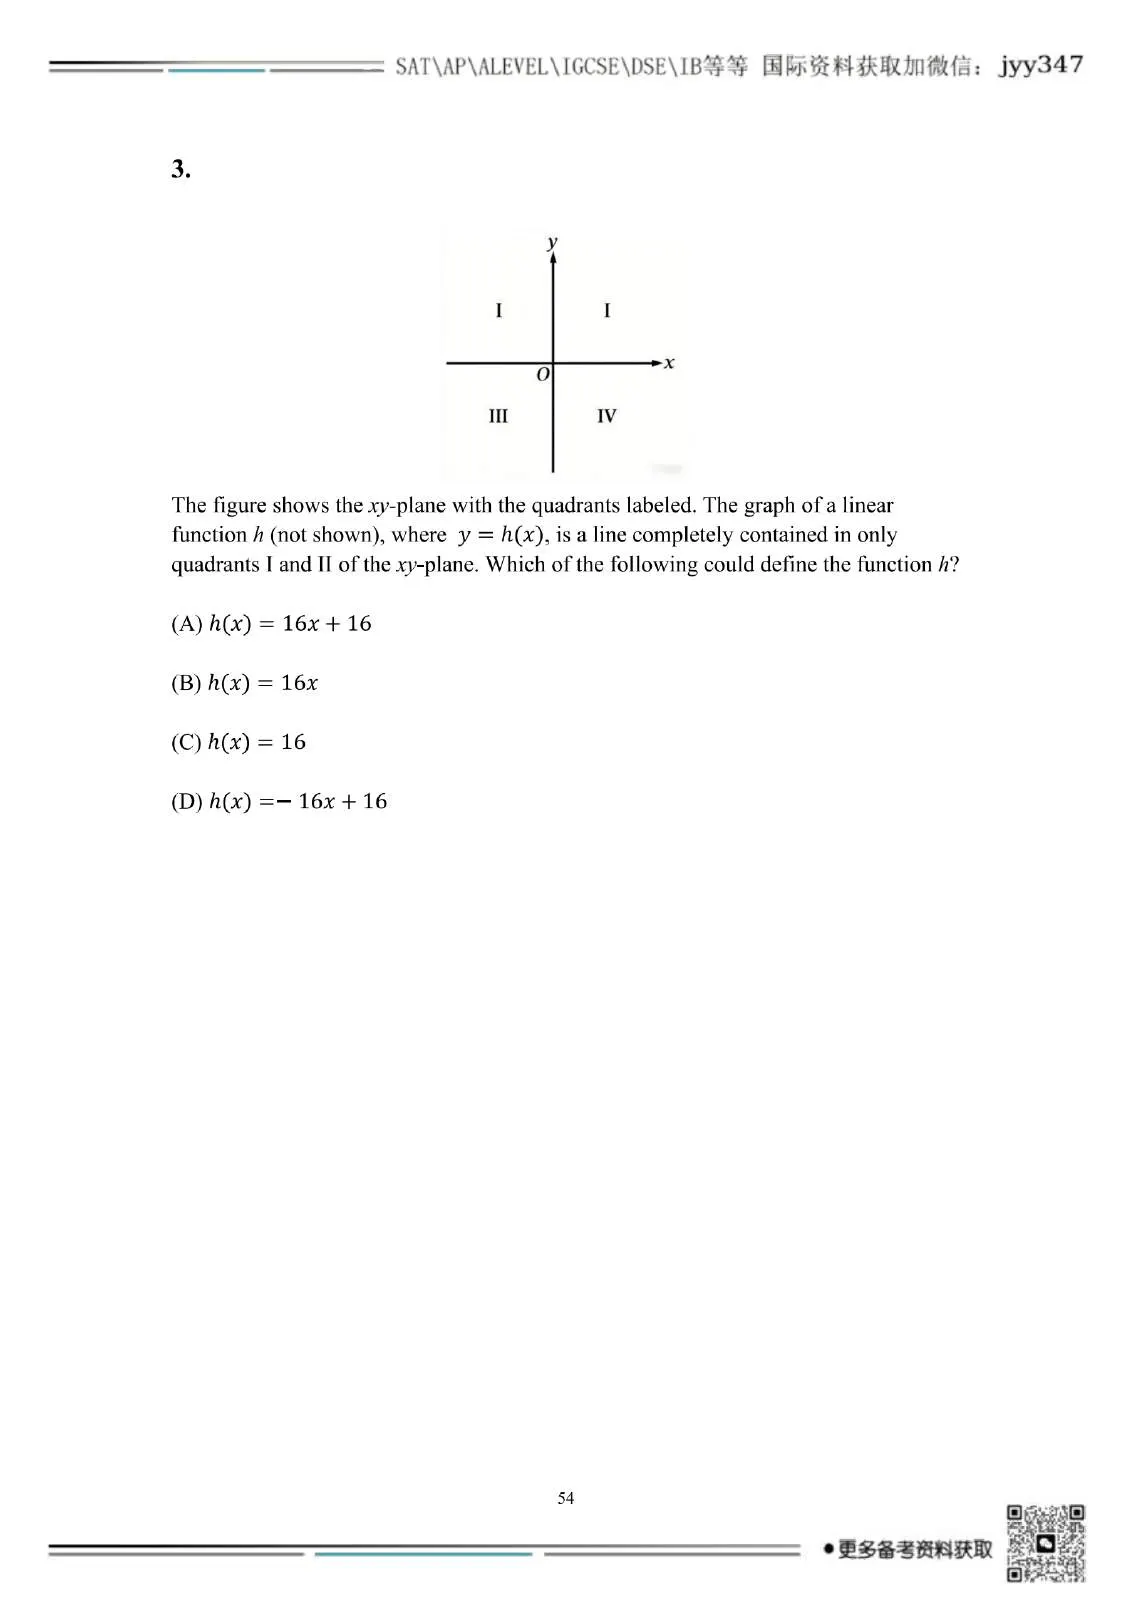 SAT\AP\ALEVEL\IGCSE\DSE\IB等等 国际资料获取加微信: jyy347
3.
y
I I
x
O
III IV
The figure shows the xy-plane with the quadrants labeled. The graph of a linear
function h (not shown), where y = h(x), is a line completely contained in only
quadrants I and II of the xy-plane. Which of the following could define the function h?
(A) h(x) = 16x + 16
(B) h(x) = 16x
(C) h(x) = 16
(D) h(x) =− 16x + 16
54
●更多备考资料获取